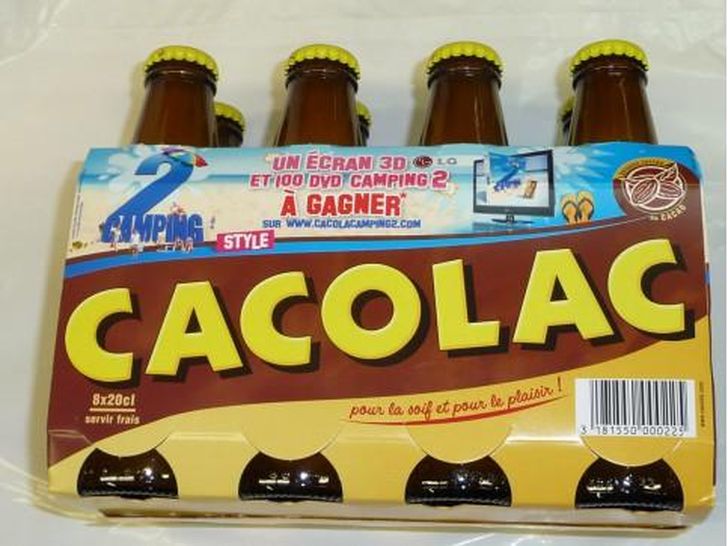 UN ÉCRAN 3D LG
ET 100 DVD CAMPING 2
À GAGNER*
SUR WWW.CACOLACAMPING2.COM
2
CAMPING
STYLE
CACAO
CACOLAC
8x20cl
servir frais
pour la soif et pour le plaisir !
3 181550 000225